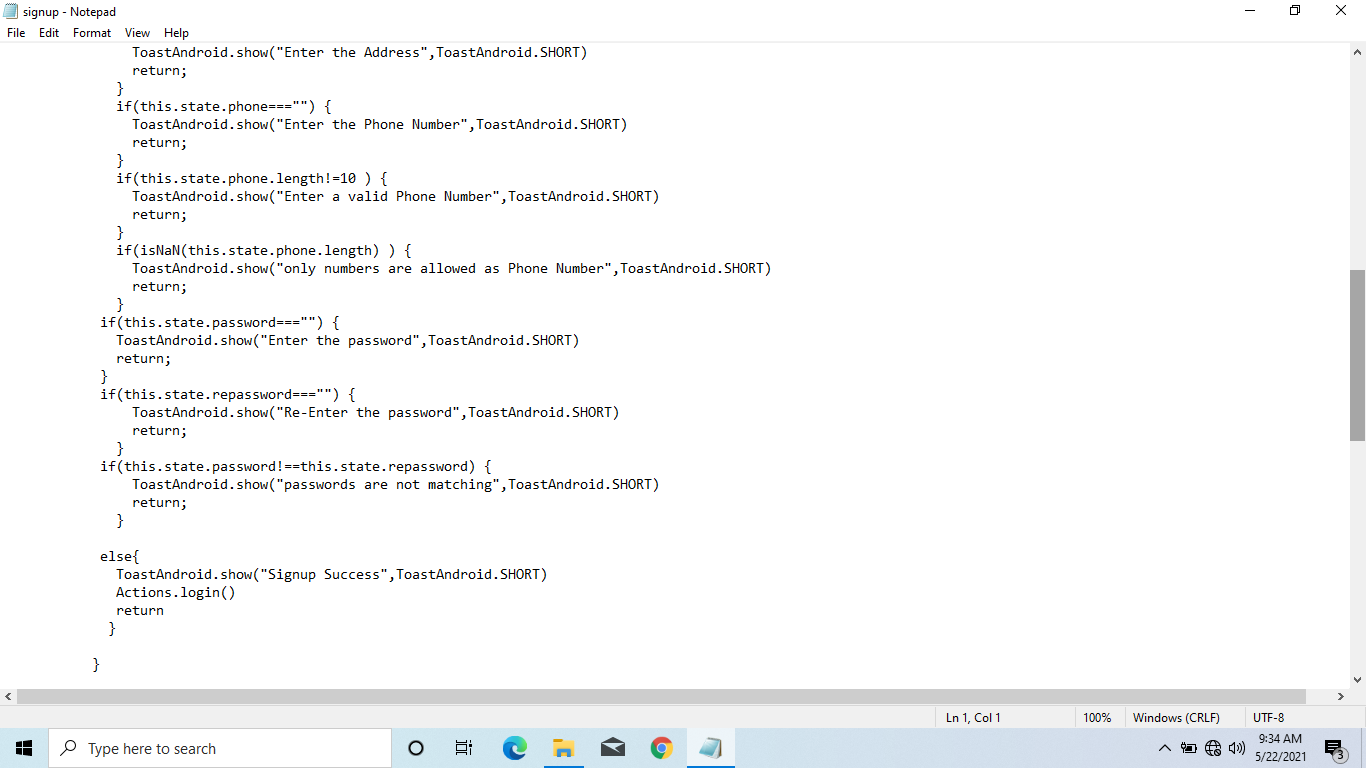 signup - Notepad
File Edit Format View Help
ToastAndroid.show("Enter the Address",ToastAndroid.SHORT)
return;
}
if(this.state.phone==="") {
ToastAndroid.show("Enter the Phone Number",ToastAndroid.SHORT)
return;
}
if(this.state.phone.length!=10 ) {
ToastAndroid.show("Enter a valid Phone Number",ToastAndroid.SHORT)
return;
}
if(isNaN(this.state.phone.length) ) {
ToastAndroid.show("only numbers are allowed as Phone Number",ToastAndroid.SHORT)
return;
}
if(this.state.password==="") {
ToastAndroid.show("Enter the password",ToastAndroid.SHORT)
return;
}
if(this.state.repassword==="") {
ToastAndroid.show("Re-Enter the password",ToastAndroid.SHORT)
return;
}
if(this.state.password!==this.state.repassword) {
ToastAndroid.show("passwords are not matching",ToastAndroid.SHORT)
return;
}
else{
ToastAndroid.show("Signup Success",ToastAndroid.SHORT)
Actions.login()
return
}
}
Ln 1, Col 1 100% Windows (CRLF) UTF-8
Type here to search
9:34 AM
5/22/2021
3